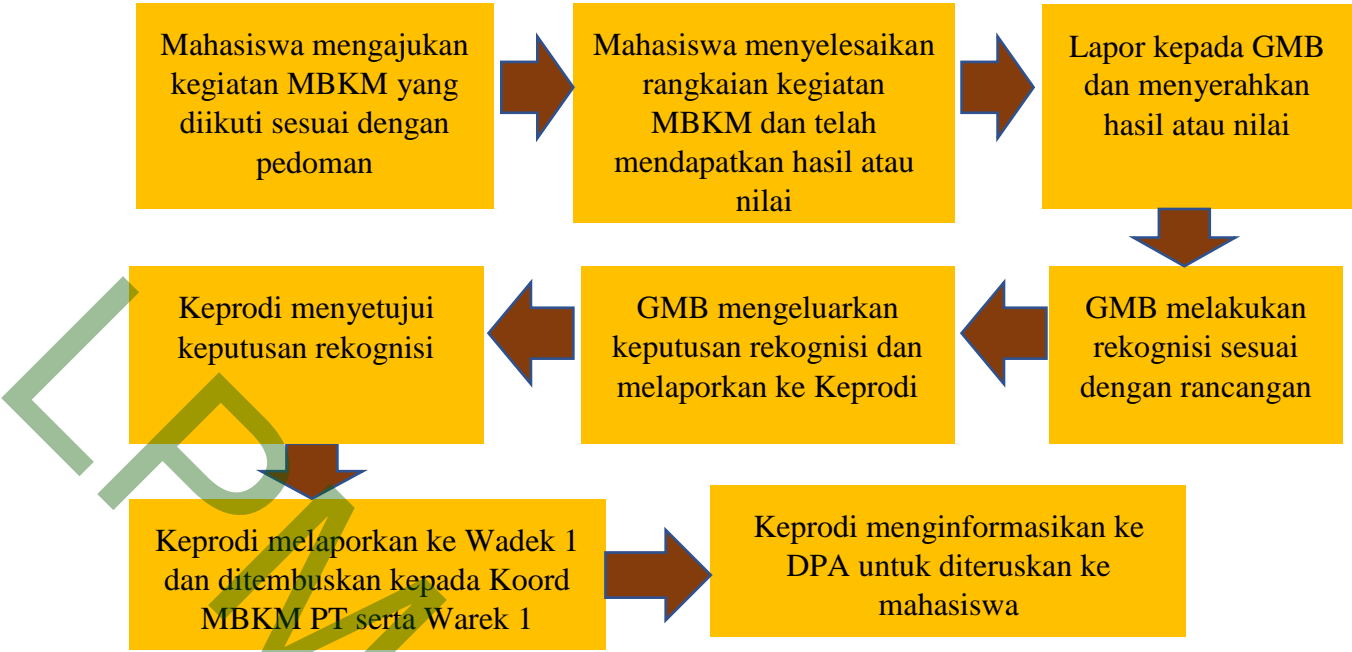 Mahasiswa mengajukan
kegiatan MBKM yang
diikuti sesuai dengan
pedoman
Mahasiswa menyelesaikan
rangkaian kegiatan
MBKM dan telah
mendapatkan hasil atau
nilai
Lapor kepada GMB
dan menyerahkan
hasil atau nilai
GMB melakukan
rekognisi sesuai
dengan rancangan
GMB mengeluarkan
keputusan rekognisi dan
melaporkan ke Keprodi
Keprodi menyetujui
keputusan rekognisi
Keprodi melaporkan ke Wadek 1
dan ditembuskan kepada Koord
MBKM PT serta Warek 1
Keprodi menginformasikan ke
DPA untuk diteruskan ke
mahasiswa
LPM